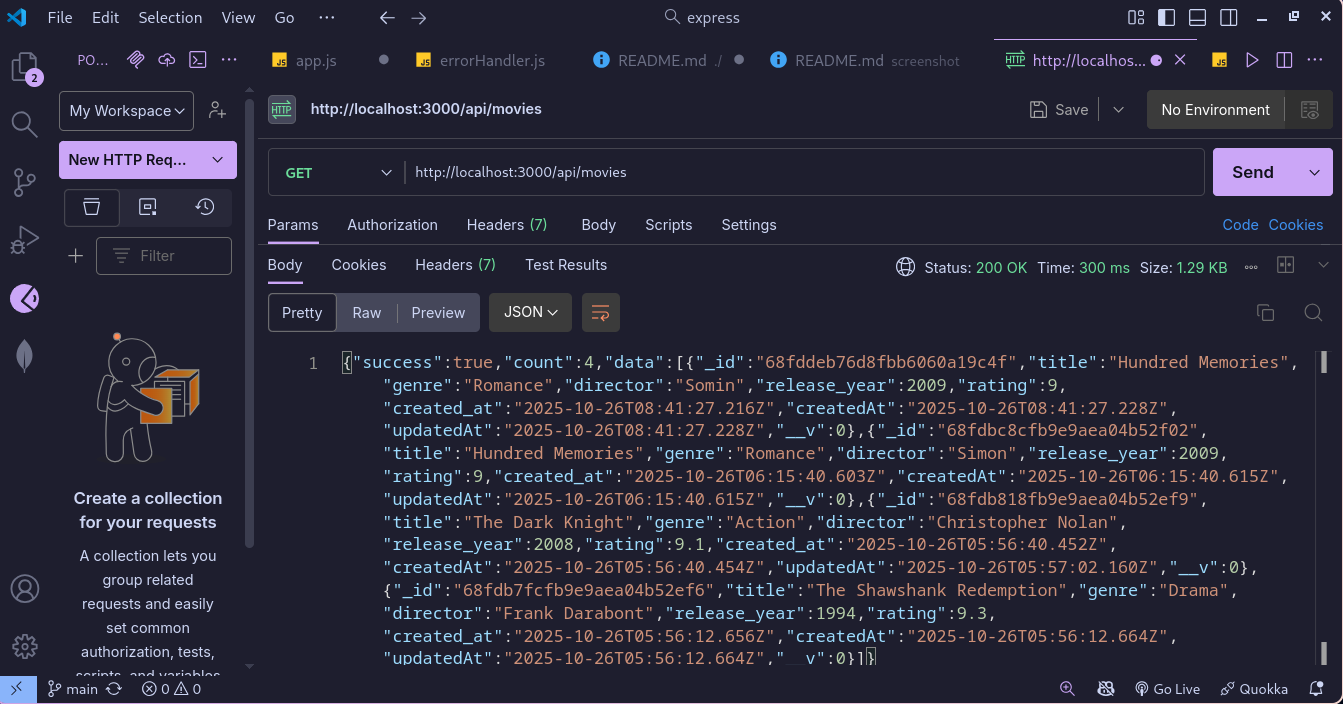 File Edit Selection View Go ··· express
PO... app.js errorHandler.js README.md ./ README.md screenshot http://localhos...
2
My Workspace
http://localhost:3000/api/movies Save No Environment
New HTTP Req...
GET http://localhost:3000/api/movies Send
Params Authorization Headers (7) Body Scripts Settings Code Cookies
Filter
Body Cookies Headers (7) Test Results Status: 200 OK Time: 300 ms Size: 1.29 KB
Pretty Raw Preview JSON
1 {"success":true,"count":4,"data":[{"_id":"68fddeb76d8fbb6060a19c4f","title":"Hundred Memories",
"genre":"Romance","director":"Somin","release_year":2009,"rating":9,
"created_at":"2025-10-26T08:41:27.216Z","createdAt":"2025-10-26T08:41:27.228Z",
"updatedAt":"2025-10-26T08:41:27.228Z","__v":0},{"_id":"68fdbc8cfb9e9aea04b52f02",
"title":"Hundred Memories","genre":"Romance","director":"Simon","release_year":2009,
"rating":9,"created_at":"2025-10-26T06:15:40.603Z","createdAt":"2025-10-26T06:15:40.615Z",
"updatedAt":"2025-10-26T06:15:40.615Z","__v":0},{"_id":"68fdb818fb9e9aea04b52ef9",
"title":"The Dark Knight","genre":"Action","director":"Christopher Nolan",
"release_year":2008,"rating":9.1,"created_at":"2025-10-26T05:56:40.452Z",
"createdAt":"2025-10-26T05:56:40.454Z","updatedAt":"2025-10-26T05:57:02.160Z","__v":0},
{"_id":"68fdb7fcfb9e9aea04b52ef6","title":"The Shawshank Redemption","genre":"Drama",
"director":"Frank Darabont","release_year":1994,"rating":9.3,
"created_at":"2025-10-26T05:56:12.656Z","createdAt":"2025-10-26T05:56:12.664Z",
"updatedAt":"2025-10-26T05:56:12.664Z","__v":0}]}
Create a collection
for your requests
A collection lets you
group related
requests and easily
set common
authorization, tests,
scripts, and variables
main 0 0 Go Live Quokka